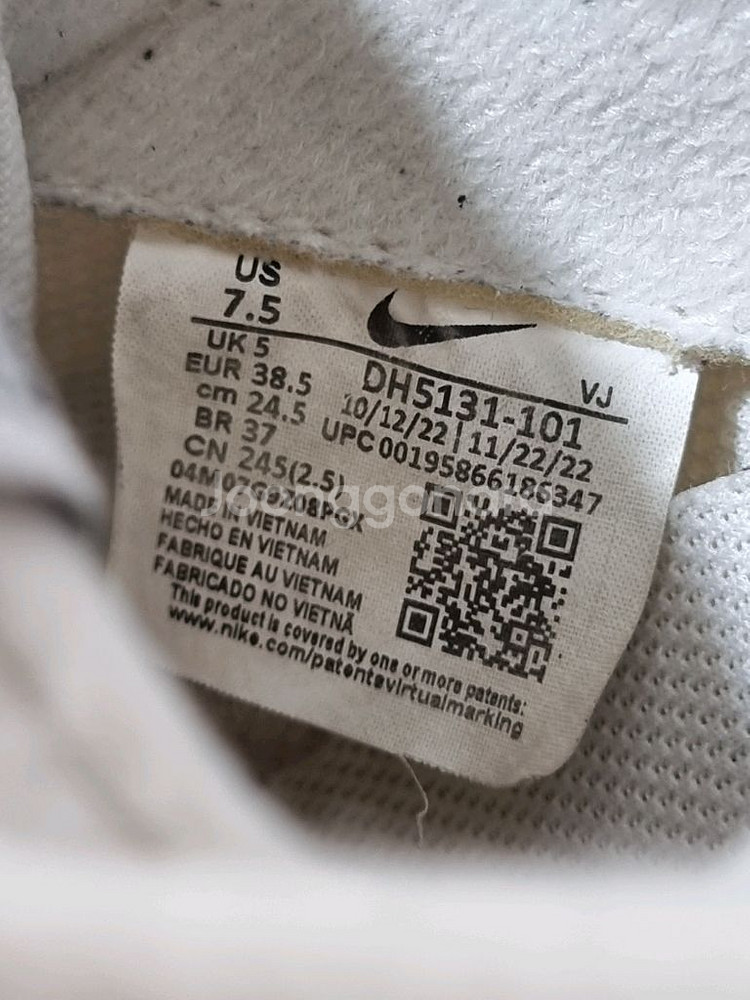 US
7.5
UK 5
EUR 38.5
cm 24.5
BR 37
CN 245(2.5)
VJ
DH5131-101
10/12/22 | 11/22/22
UPC 00195866186347
MADE IN VIETNAM
HECHO EN VIETNAM
FABRIQUE AU VIETNAM
FABRICADO NO VIETNÃ
This product is covered by one or more patents:
www.nike.com/patentsvirtualmarking
Joonggonara